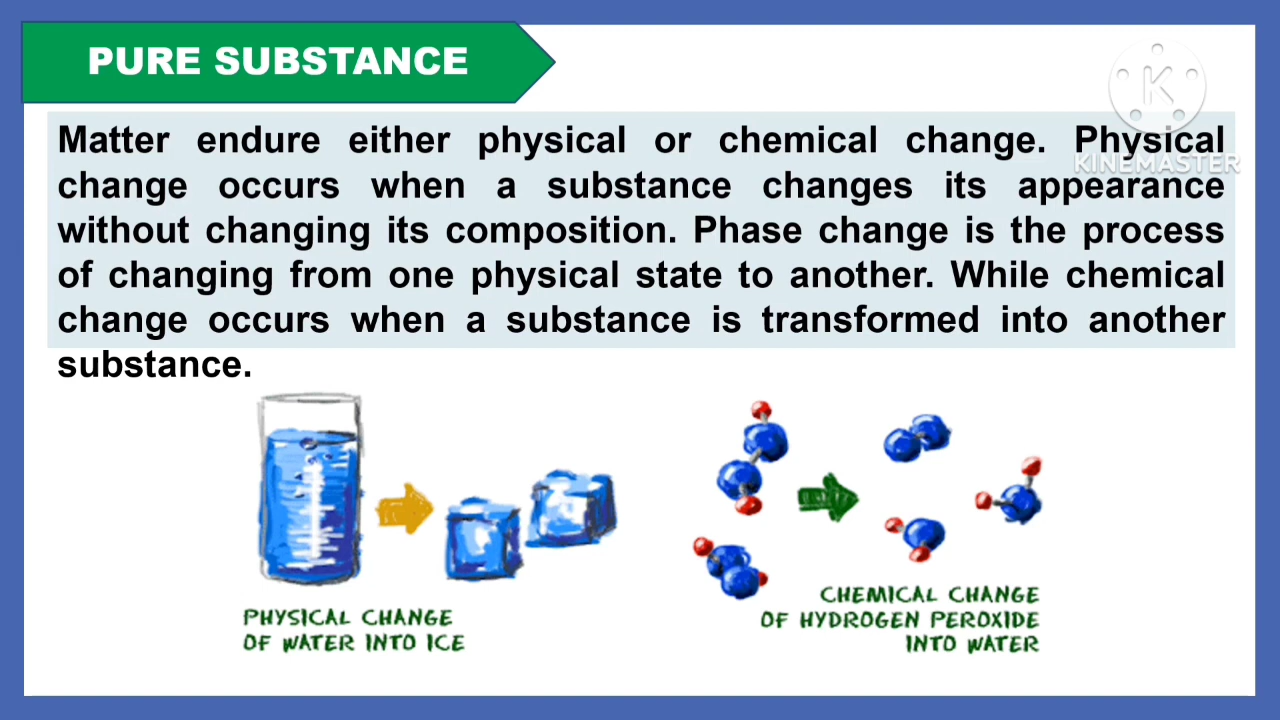 PURE SUBSTANCE
K
KINEMASTER
Matter endure either physical or chemical change. Physical
change occurs when a substance changes its appearance
without changing its composition. Phase change is the process
of changing from one physical state to another. While chemical
change occurs when a substance is transformed into another
substance.
PHYSICAL CHANGE
OF WATER INTO ICE
CHEMICAL CHANGE
OF HYDROGEN PEROXIDE
INTO WATER